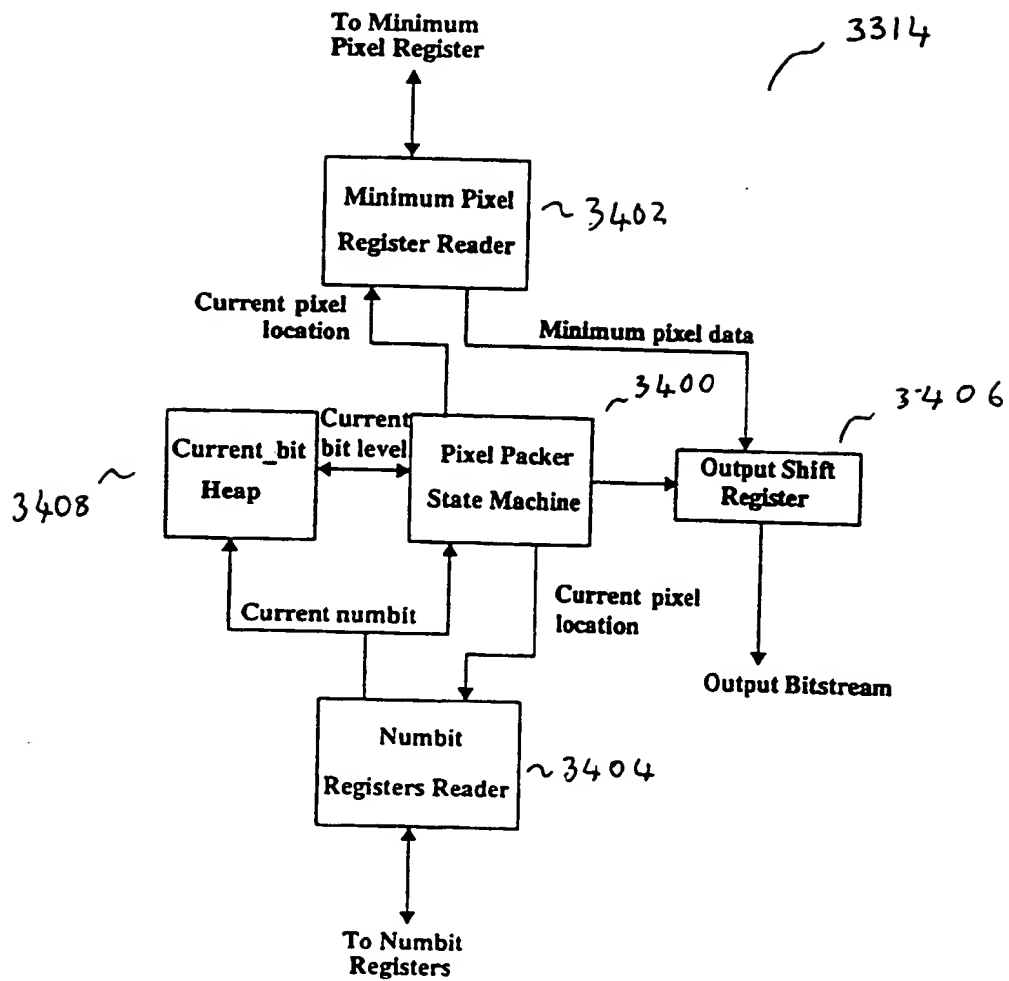 To Minimum
Pixel Register
3314
Minimum Pixel
Register Reader
3402
Current pixel
location
Minimum pixel data
3400
3406
Current_bit
Heap
Current
bit level
Pixel Packer
State Machine
Output Shift
Register
3408
Current numbit
Current pixel
location
Output Bitstream
Numbit
Registers Reader
3404
To Numbit
Registers